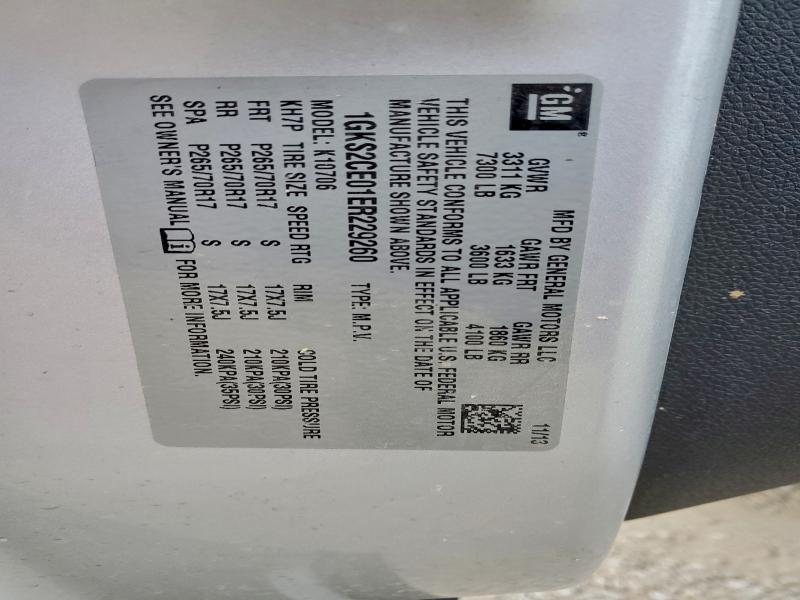 GM®
MFD BY GENERAL MOTORS LLC 11/13
GVWR GAWR FRT GAWR RR
3311 KG 1633 KG 1860 KG
7300 LB 3600 LB 4100 LB
THIS VEHICLE CONFORMS TO ALL APPLICABLE U.S. FEDERAL MOTOR
VEHICLE SAFETY STANDARDS IN EFFECT ON THE DATE OF
MANUFACTURE SHOWN ABOVE.
1GKS2CE01ER229260 TYPE: M.P.V.
MODEL: K10706
KH7P TIRE SIZE SPEED RTG RIM COLD TIRE PRESSURE
FRT P265/70R17 S 17X7.5J 210KPA(30PSI)
RR P265/70R17 S 17X7.5J 210KPA(30PSI)
SPA P265/70R17 S 17X7.5J 240KPA(35PSI)
SEE OWNER'S MANUAL FOR MORE INFORMATION.